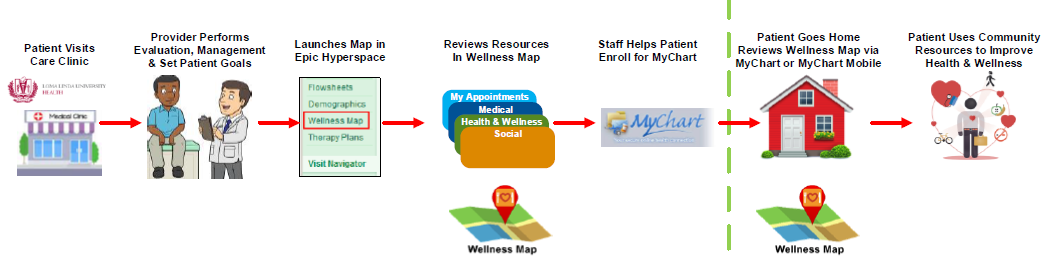 Patient Visits
Care Clinic
LOMA LINDA UNIVERSITY
HEALTH
Medical Clinic
Provider Performs
Evaluation, Management
& Set Patient Goals
Launches Map in
Epic Hyperspace
Flowsheets
Demographics
Wellness Map
Therapy Plans
Visit Navigator
Reviews Resources
In Wellness Map
My Appointments
Medical
Health & Wellness
Social
Wellness Map
Staff Helps Patient
Enroll for MyChart
MyChart
Patient Goes Home
Reviews Wellness Map via
MyChart or MyChart Mobile
Wellness Map
Patient Uses Community
Resources to Improve
Health & Wellness